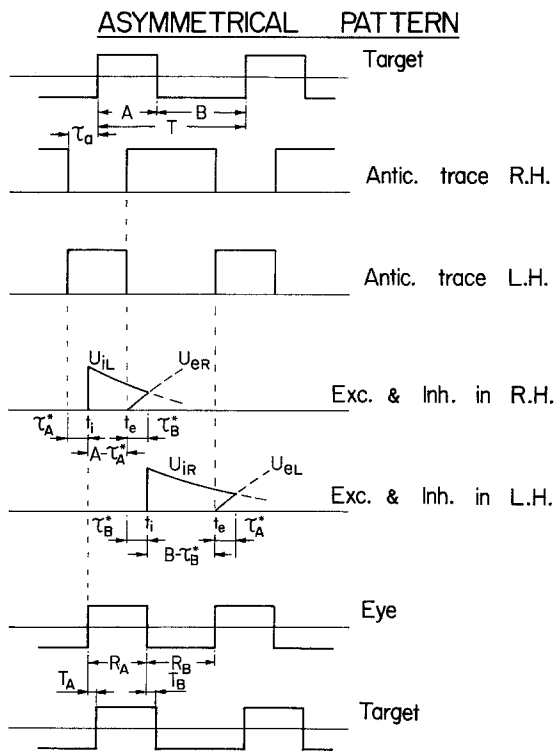 ASYMMETRICAL PATTERN
Target
A B
T
τa
Antic. trace R.H.
Antic. trace L.H.
UiL UeR
Exc. & Inh. in R.H.
τA* ti te τB*
A-τA*
UiR UeL
Exc. & Inh. in L.H.
τB* ti te τA*
B-τB*
Eye
RA RB
TA TB
Target